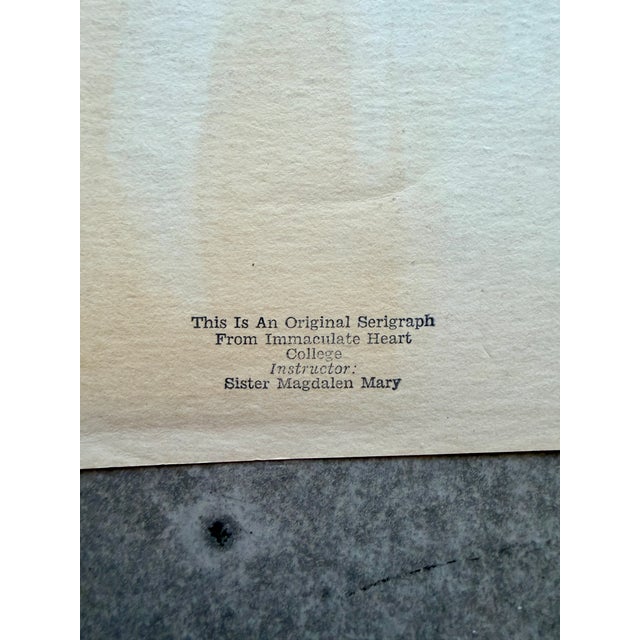 This Is An Original Serigraph
From Immaculate Heart
College
Instructor:
Sister Magdalen Mary